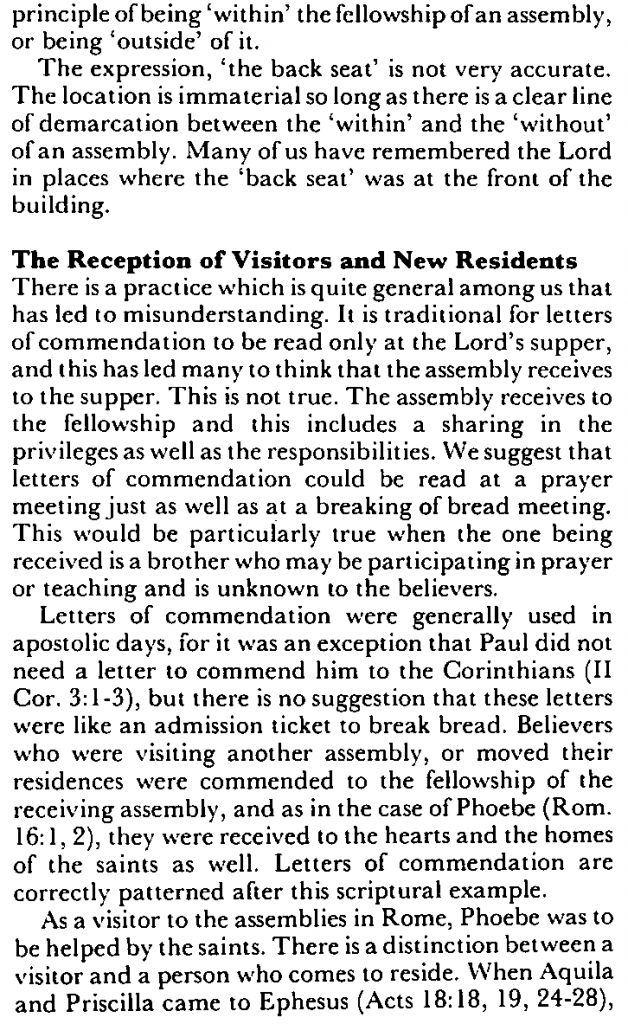 principle of being ‘within’ the fellowship of an assembly,
or being ‘outside’ of it.
The expression, ‘the back seat’ is not very accurate.
The location is immaterial so long as there is a clear line
of demarcation between the ‘within’ and the ‘without’
of an assembly. Many of us have remembered the Lord
in places where the ‘back seat’ was at the front of the
building.
The Reception of Visitors and New Residents
There is a practice which is quite general among us that
has led to misunderstanding. It is traditional for letters
of commendation to be read only at the Lord’s supper,
and this has led many to think that the assembly receives
to the supper. This is not true. The assembly receives to
the fellowship and this includes a sharing in the
privileges as well as the responsibilities. We suggest that
letters of commendation could be read at a prayer
meeting just as well as at a breaking of bread meeting.
This would be particularly true when the one being
received is a brother who may be participating in prayer
or teaching and is unknown to the believers.
Letters of commendation were generally used in
apostolic days, for it was an exception that Paul did not
need a letter to commend him to the Corinthians (II
Cor. 3:1-3), but there is no suggestion that these letters
were like an admission ticket to break bread. Believers
who were visiting another assembly, or moved their
residences were commended to the fellowship of the
receiving assembly, and as in the case of Phoebe (Rom.
16:1, 2), they were received to the hearts and the homes
of the saints as well. Letters of commendation are
correctly patterned after this scriptural example.
As a visitor to the assemblies in Rome, Phoebe was to
be helped by the saints. There is a distinction between a
visitor and a person who comes to reside. When Aquila
and Priscilla came to Ephesus (Acts 18:18, 19, 24-28),